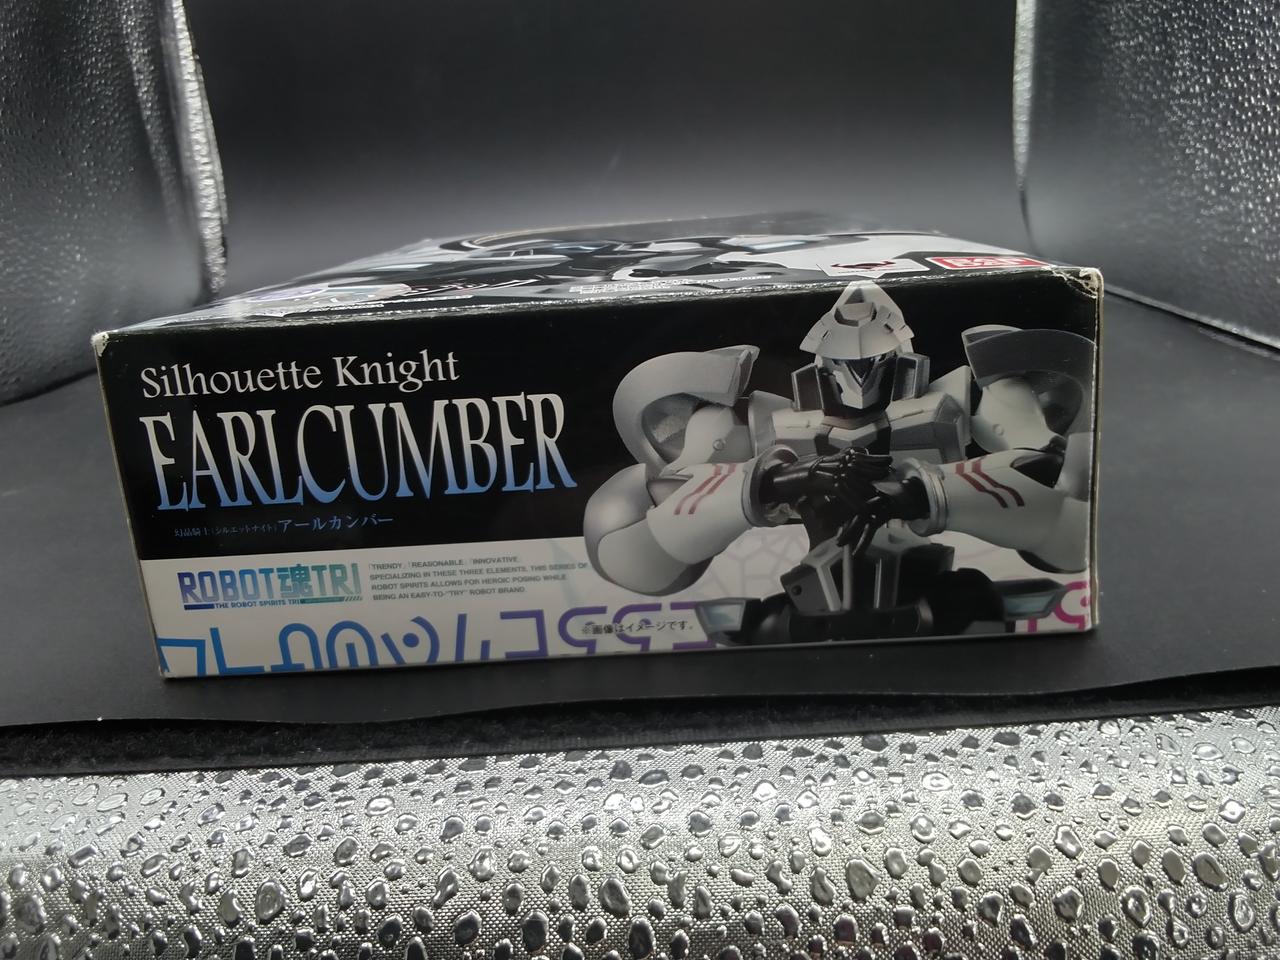 Silhouette Knight
EARLCUMBER
幻晶騎士(シルエットナイト)アールカンバー
ROBOT魂TRI
THE ROBOT SPIRITS TRI
「TRENDY」「REASONABLE」「INNOVATIVE」
SPECIALIZING IN THESE THREE ELEMENTS, THIS SERIES OF
ROBOT SPIRITS ALLOWS FOR HEROIC POSING WHILE
BEING AN EASY-TO-"TRY" ROBOT BRAND.
※画像はイメージです。